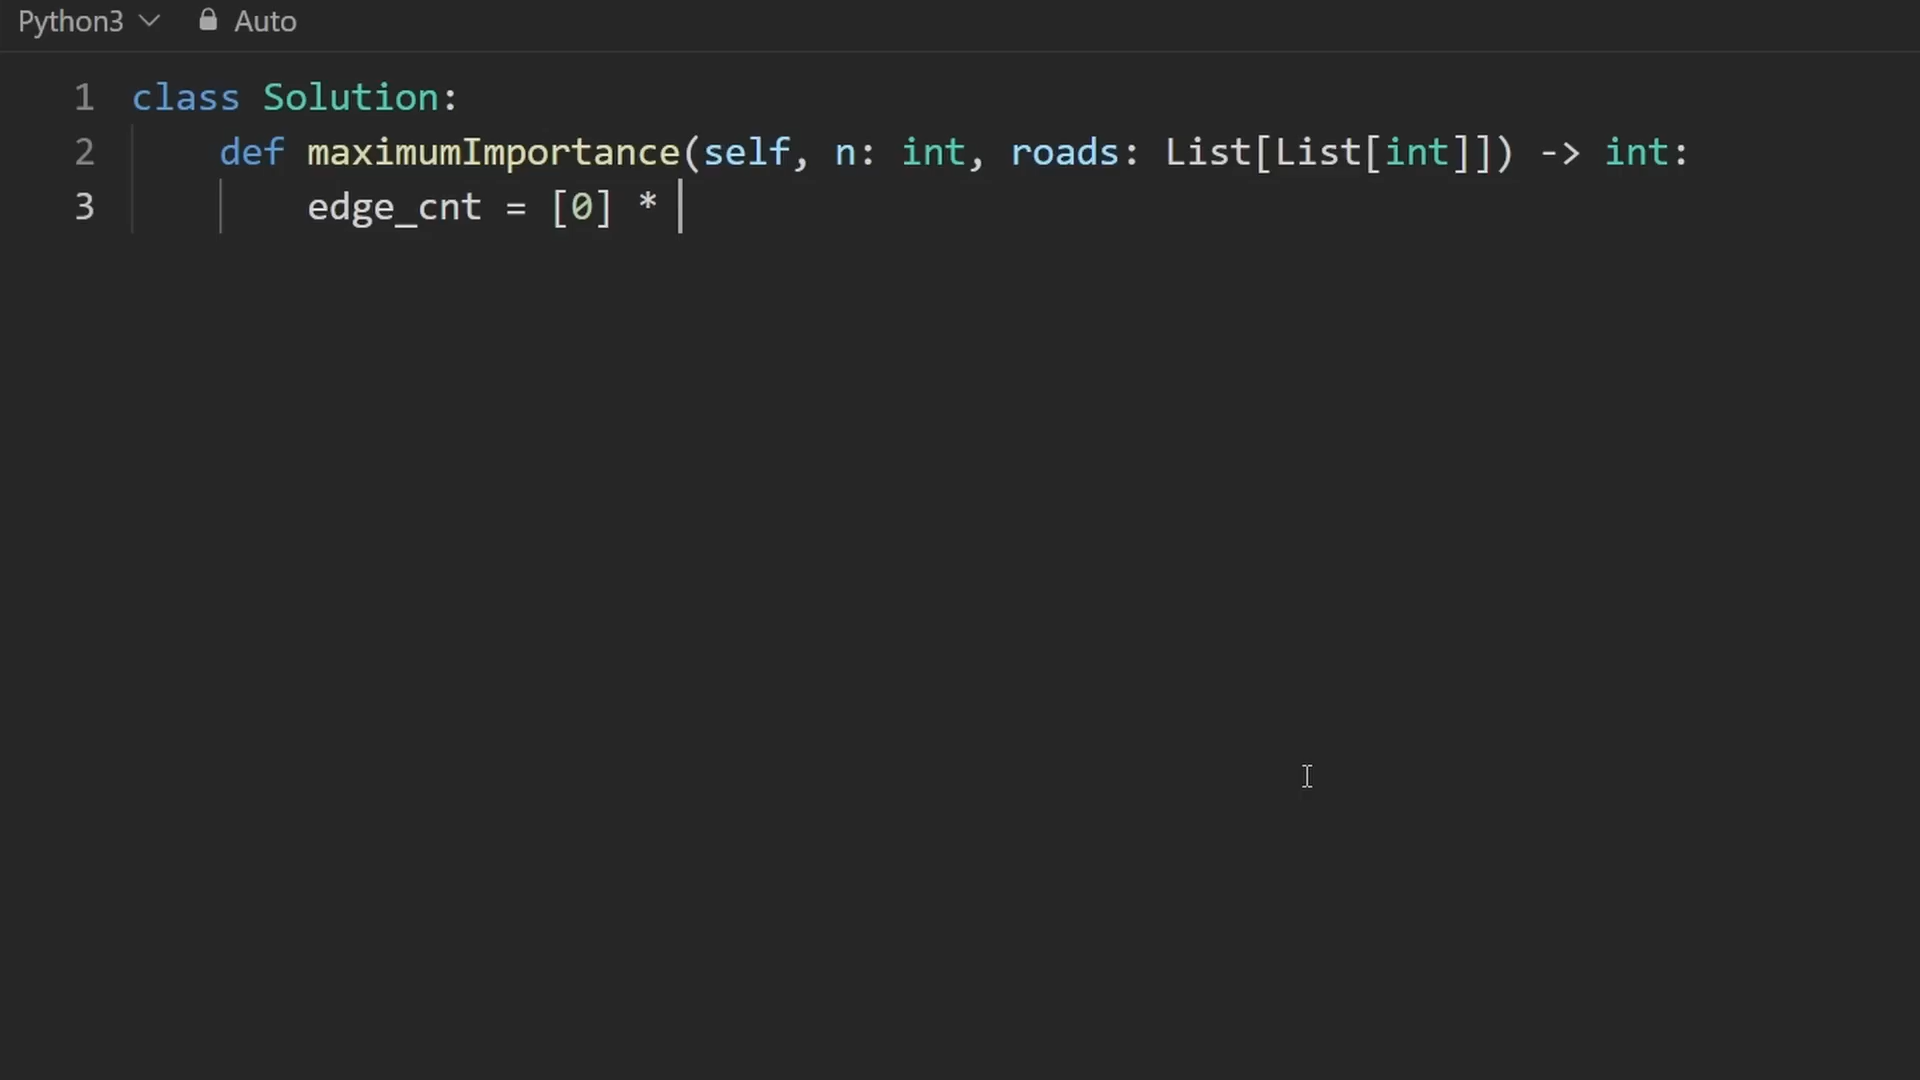 Python3 Auto
1 class Solution:
2 def maximumImportance(self, n: int, roads: List[List[int]]) -> int:
3 edge_cnt = [0] *